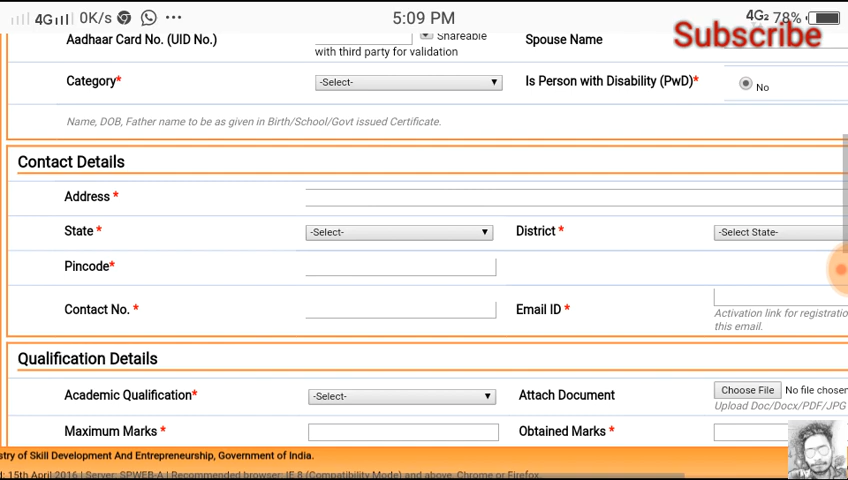 4G 0K/s 5:09 PM 4G2 78%
Subscribe
Aadhaar Card No. (UID No.) Shareable with third party for validation Spouse Name
Category* -Select- Is Person with Disability (PwD)* No
Name, DOB, Father name to be as given in Birth/School/Govt issued Certificate.
Contact Details
Address *
State * -Select- District * -Select State-
Pincode*
Contact No. * Email ID *
Activation link for registratio
this email.
Qualification Details
Academic Qualification* -Select- Attach Document Choose File No file chosen
Upload Doc/Docx/PDF/JPG
Maximum Marks * Obtained Marks *
stry of Skill Development And Entrepreneurship, Government of India.
d: 15th April 2016 | Server: SPWEB-A | Recommended browser: IE 8 (Compatibility Mode) and above, Chrome or Firefox